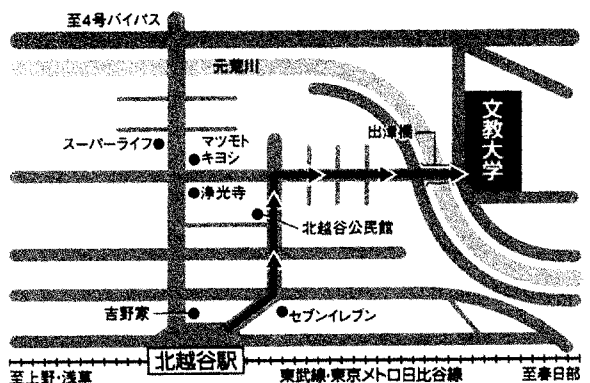 至4号バイパス
元荒川
文教大学
出津橋
スーパーライフ
マツモト
キヨシ
浄光寺
北越谷公民館
吉野家
セブンイレブン
北越谷駅
至上野・浅草
東武線・東京メトロ日比谷線
至春日部